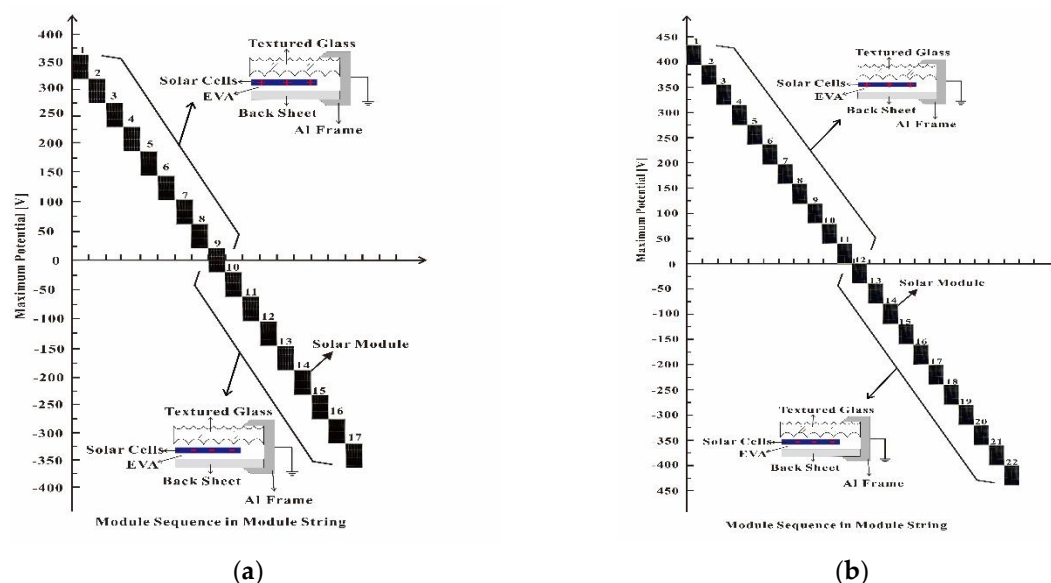 Maximum Potential [V]
400
350
300
250
200
150
100
50
0
-50
-100
-150
-200
-250
-300
-350
-400
1
2
3
4
5
6
7
8
9
10
11
12
13
14
15
16
17
Textured Glass
Solar Cells
EVA
Back Sheet
Al Frame
Solar Module
Textured Glass
Solar Cells
EVA
Back Sheet
Al Frame
Module Sequence in Module String
(a)
Maximum Potential [V]
450
400
350
300
250
200
150
100
50
0
-50
-100
-150
-200
-250
-300
-350
400
450
1
2
3
4
5
6
7
8
9
10
11
12
13
14
15
16
17
18
19
20
21
22
Textured Glass
Solar Cells
EVA
Back Sheet
Al Frame
Solar Module
Textured Glass
Solar Cells
EVA
Back Sheet
Al Frame
Module Sequence in Module String
(b)